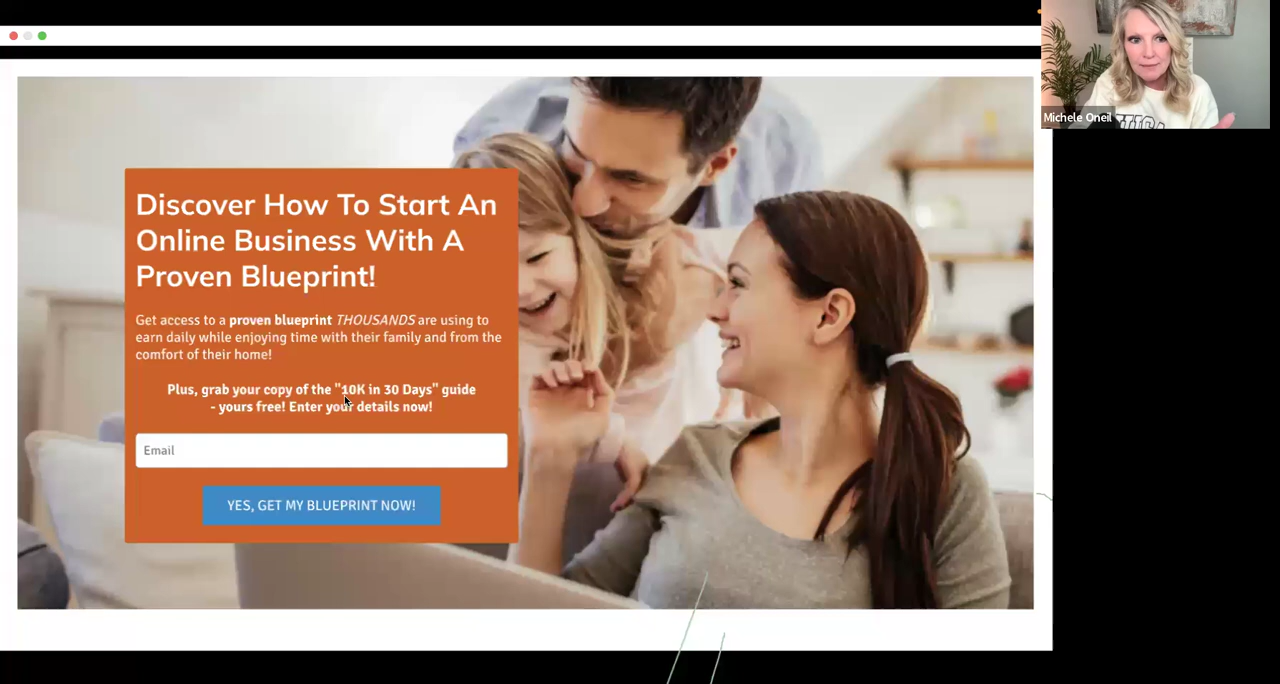 Discover How To Start An
Online Business With A
Proven Blueprint!
Get access to a proven blueprint THOUSANDS are using to
earn daily while enjoying time with their family and from the
comfort of their home!
Plus, grab your copy of the "10K in 30 Days" guide
- yours free! Enter your details now!
Email
YES, GET MY BLUEPRINT NOW!
Michele Oneil